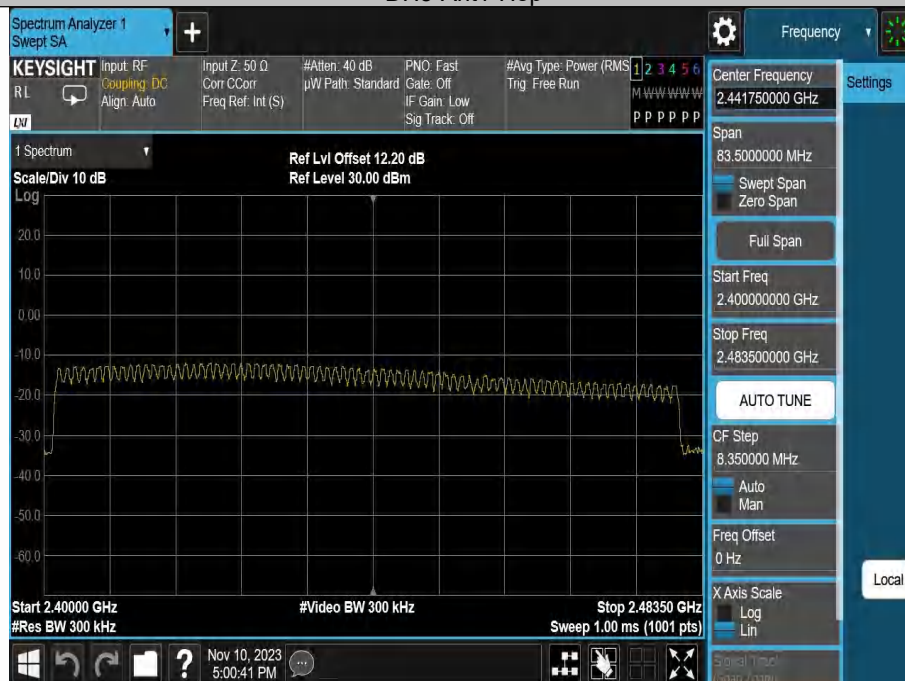 Spectrum Analyzer 1
Swept SA
+
Frequency
KEYSIGHT
RL
LXI
Input: RF
Coupling: DC
Align: Auto
Input Z: 50 Ω
Corr CCorr
Freq Ref: Int (S)
#Atten: 40 dB
µW Path: Standard
PNO: Fast
Gate: Off
IF Gain: Low
Sig Track: Off
#Avg Type: Power (RMS
Trig: Free Run
1 2 3 4 5 6
M W W W W W
P P P P P P
1 Spectrum
Scale/Div 10 dB
Log
Ref Lvl Offset 12.20 dB
Ref Level 30.00 dBm
20.0
10.0
0.00
-10.0
-20.0
-30.0
-40.0
-50.0
-60.0
Start 2.40000 GHz
#Res BW 300 kHz
#Video BW 300 kHz
Stop 2.48350 GHz
Sweep 1.00 ms (1001 pts)
?
Nov 10, 2023
5:00:41 PM
Center Frequency
2.441750000 GHz
Settings
Span
83.5000000 MHz
Swept Span
Zero Span
Full Span
Start Freq
2.400000000 GHz
Stop Freq
2.483500000 GHz
AUTO TUNE
CF Step
8.350000 MHz
Auto
Man
Freq Offset
0 Hz
X Axis Scale
Log
Lin
Local